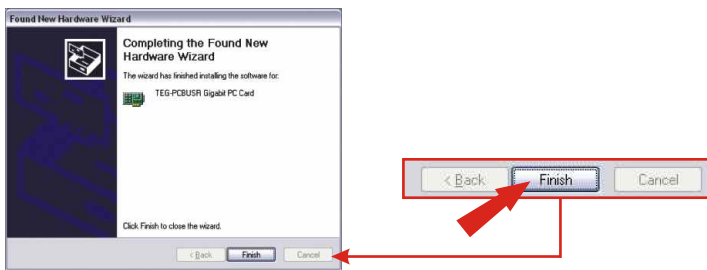 Found New Hardware Wizard
Completing the Found New
Hardware Wizard
The wizard has finished installing the software for:
TEG-PCBUSR Gigabit PC Card
Click Finish to close the wizard.
< Back Finish Cancel
< Back Finish Cancel